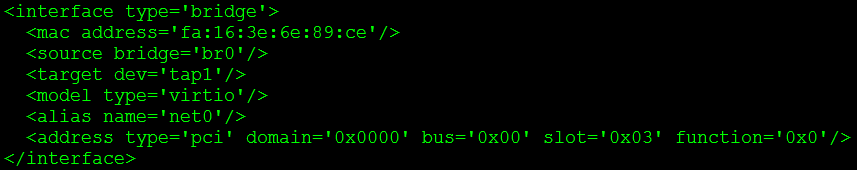 <interface type='bridge'>
<mac address='fa:16:3e:6e:89:ce'/>
<source bridge='br0'/>
<target dev='tap1'/>
<model type='virtio'/>
<alias name='net0'/>
<address type='pci' domain='0x0000' bus='0x00' slot='0x03' function='0x0'/>
</interface>